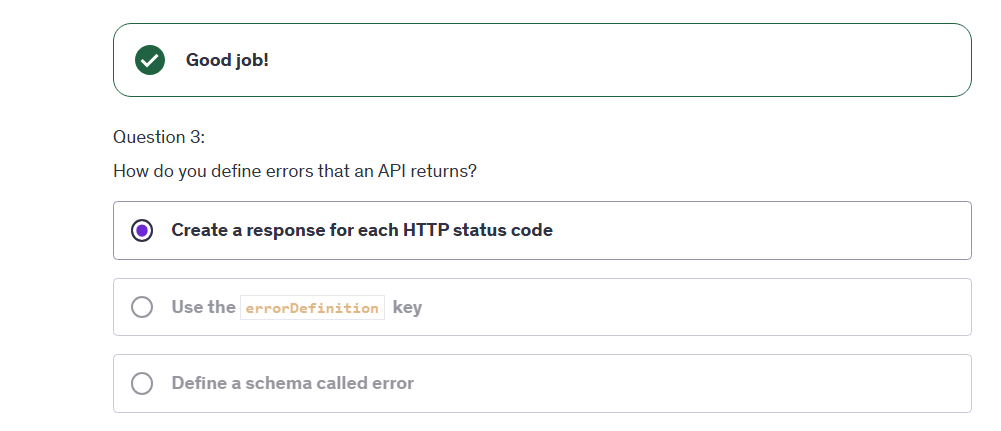 Good job!
Question 3:
How do you define errors that an API returns?
Create a response for each HTTP status code
Use the errorDefinition key
Define a schema called error